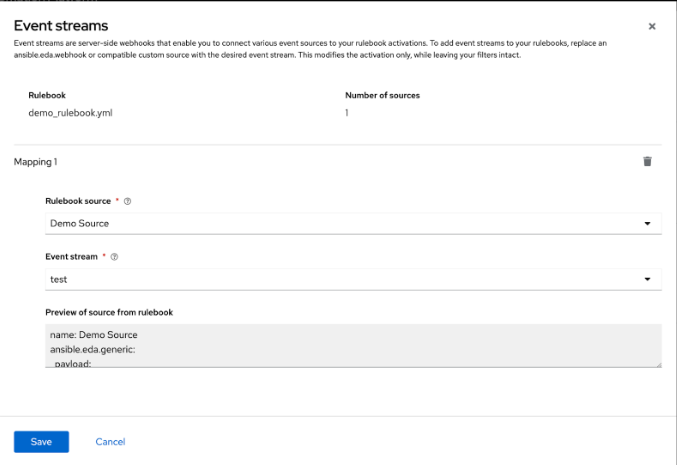 Event streams
Event streams are server-side webhooks that enable you to connect various event sources to your rulebook activations. To add event streams to your rulebooks, replace an
ansible.eda.webhook or compatible custom source with the desired event stream. This modifies the activation only, while leaving your filters intact.
Rulebook Number of sources
demo_rulebook.yml 1
Mapping 1
Rulebook source *
Demo Source
Event stream *
test
Preview of source from rulebook
name: Demo Source
ansible.eda.generic:
payload:
Save Cancel